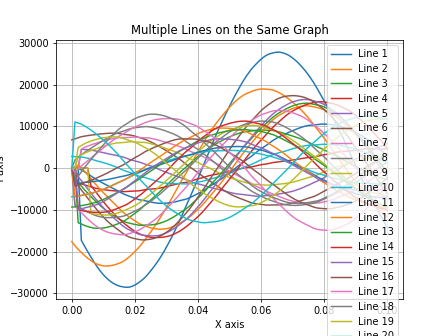 Multiple Lines on the Same Graph
30000
20000
10000
0
−10000
−20000
−30000
0.00
0.02
0.04
0.06
X axis
Line 1
Line 2
Line 3
Line 4
Line 5
Line 6
Line 7
Line 8
Line 9
Line 10
Line 11
Line 12
Line 13
Line 14
Line 15
Line 16
Line 17
Line 18
Line 19